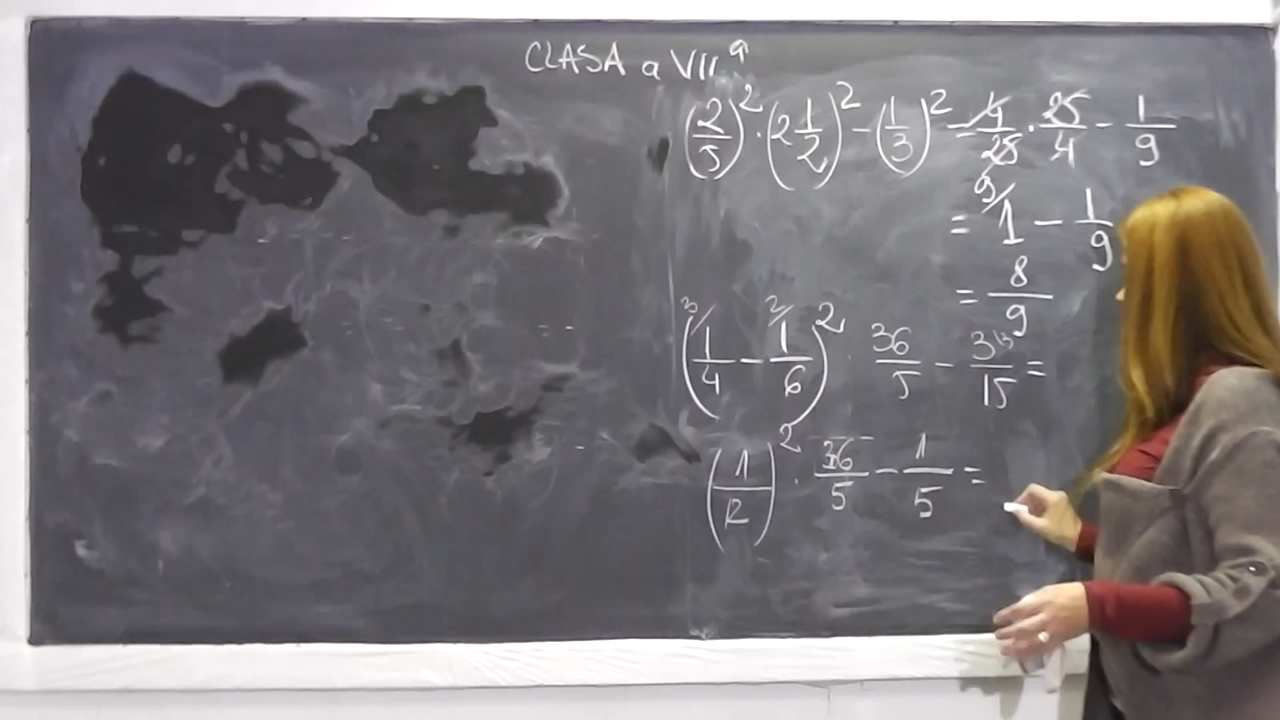 CLASA a VII a
(2/5)² · (2 1/2)² − (1/3)² = 4/25 · 25/4 − 1/9
= 9/ 1 − 1/9
= 8/9
(3/ 1/4 − 2/ 1/6)² · 36/5 − 3/15 =
(1/12)² · 36/5 − 1/5 =